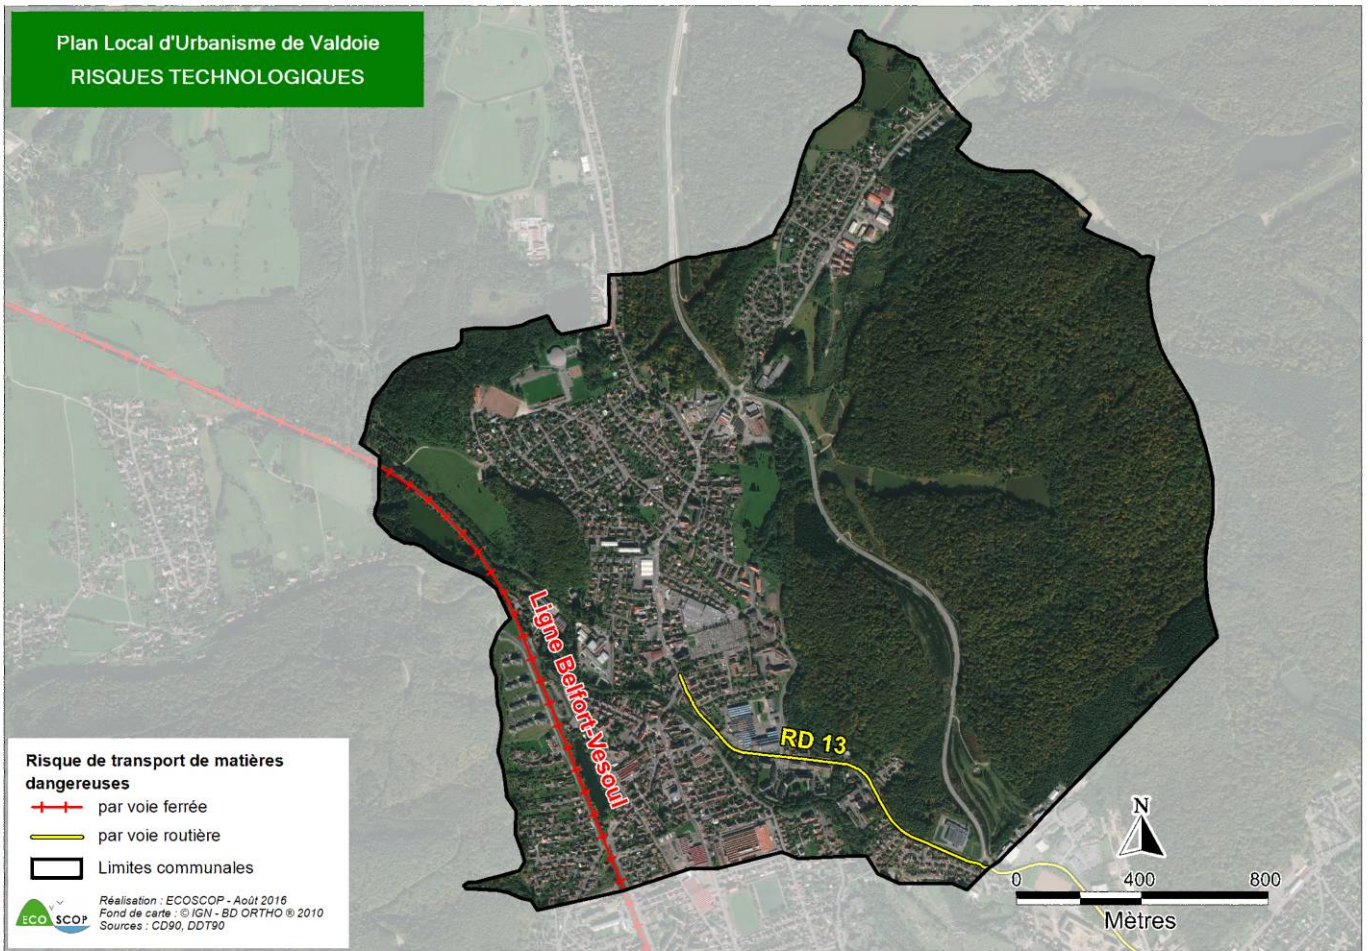 Plan Local d'Urbanisme de Valdoie
RISQUES TECHNOLOGIQUES
Ligne Belfort-Vesoul
RD 13
Risque de transport de matières
dangereuses
par voie ferrée
par voie routière
Limites communales
ECO SCOP
Réalisation : ECOSCOP - Août 2016
Fond de carte : © IGN - BD ORTHO ® 2010
Sources : CD90, DDT90
N
0 400 800
Mètres